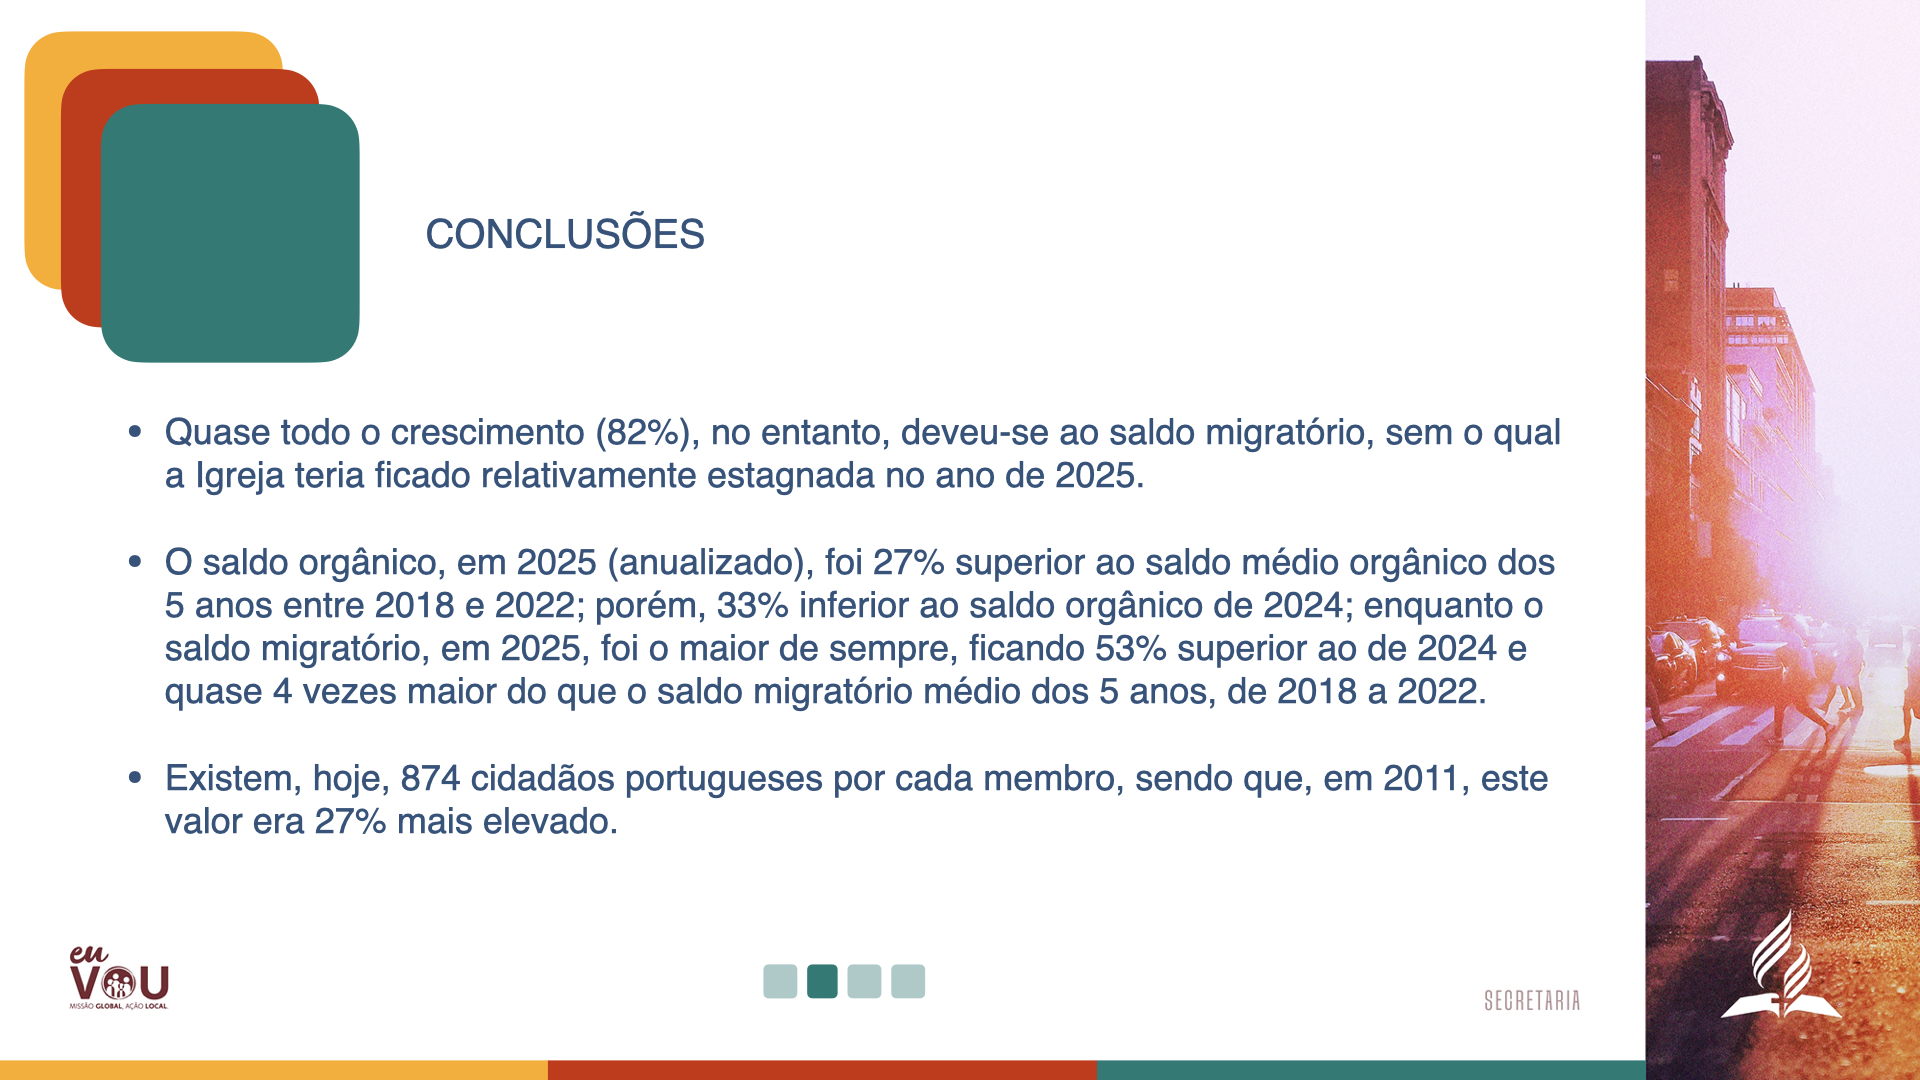 CONCLUSÕES
• Quase todo o crescimento (82%), no entanto, deveu-se ao saldo migratório, sem o qual
a Igreja teria ficado relativamente estagnada no ano de 2025.
• O saldo orgânico, em 2025 (anualizado), foi 27% superior ao saldo médio orgânico dos
5 anos entre 2018 e 2022; porém, 33% inferior ao saldo orgânico de 2024; enquanto o
saldo migratório, em 2025, foi o maior de sempre, ficando 53% superior ao de 2024 e
quase 4 vezes maior do que o saldo migratório médio dos 5 anos, de 2018 a 2022.
• Existem, hoje, 874 cidadãos portugueses por cada membro, sendo que, em 2011, este
valor era 27% mais elevado.
eu
VOU
MISSÃO GLOBAL, AÇÃO LOCAL
SECRETARIA